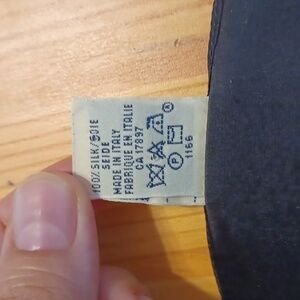 100% SILK/SOIE
SEIDE
MADE IN ITALY
FABRIQUE EN ITALIE
CA 17897
A
P
1166